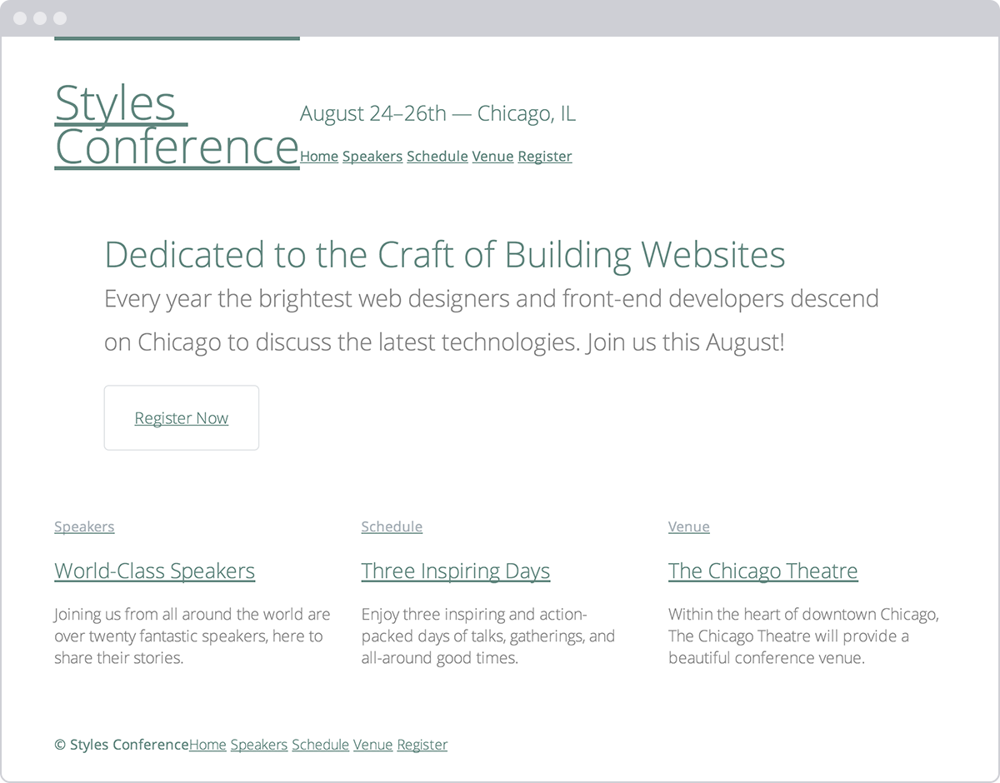 Styles
Conference
August 24–26th — Chicago, IL
Home Speakers Schedule Venue Register
Dedicated to the Craft of Building Websites
Every year the brightest web designers and front-end developers descend
on Chicago to discuss the latest technologies. Join us this August!
Register Now
Speakers
World-Class Speakers
Joining us from all around the world are
over twenty fantastic speakers, here to
share their stories.
Schedule
Three Inspiring Days
Enjoy three inspiring and action-
packed days of talks, gatherings, and
all-around good times.
Venue
The Chicago Theatre
Within the heart of downtown Chicago,
The Chicago Theatre will provide a
beautiful conference venue.
© Styles ConferenceHome Speakers Schedule Venue Register